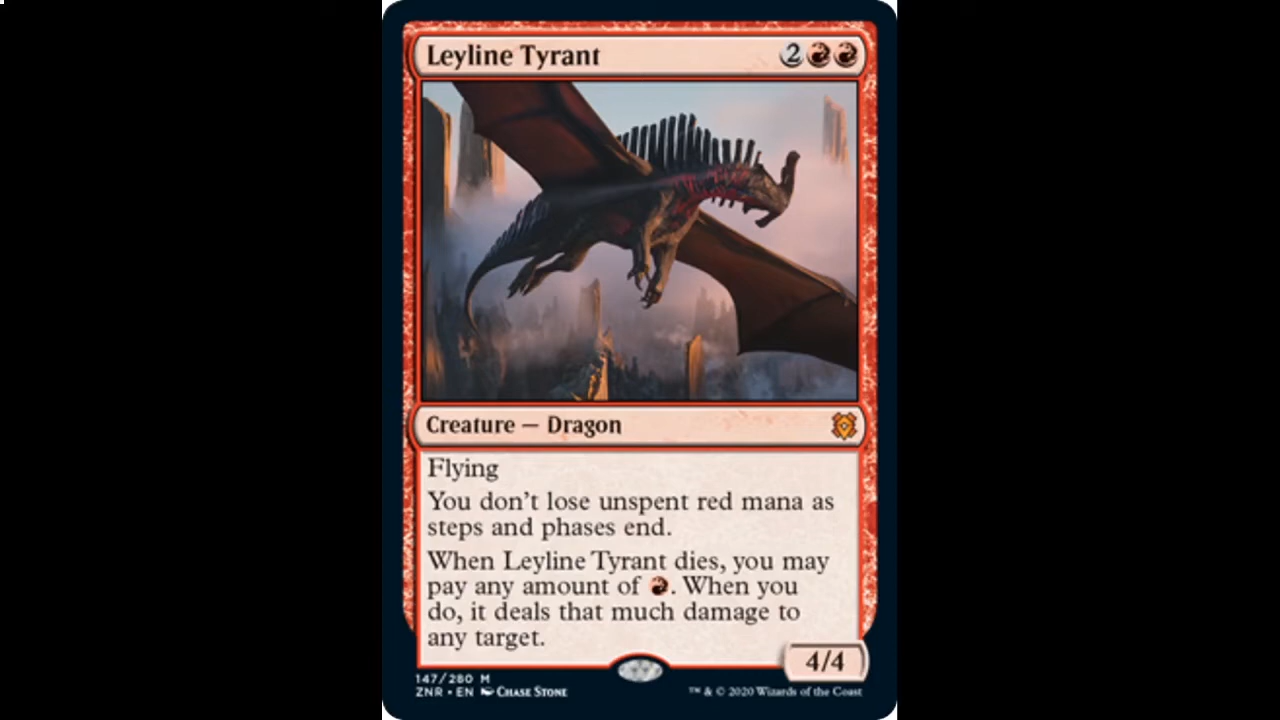 Leyline Tyrant 2
Creature — Dragon
Flying
You don't lose unspent red mana as
steps and phases end.
When Leyline Tyrant dies, you may
pay any amount of . When you
do, it deals that much damage to
any target.
4/4
147/280 M
ZNR • EN Chase Stone
™ & © 2020 Wizards of the Coast